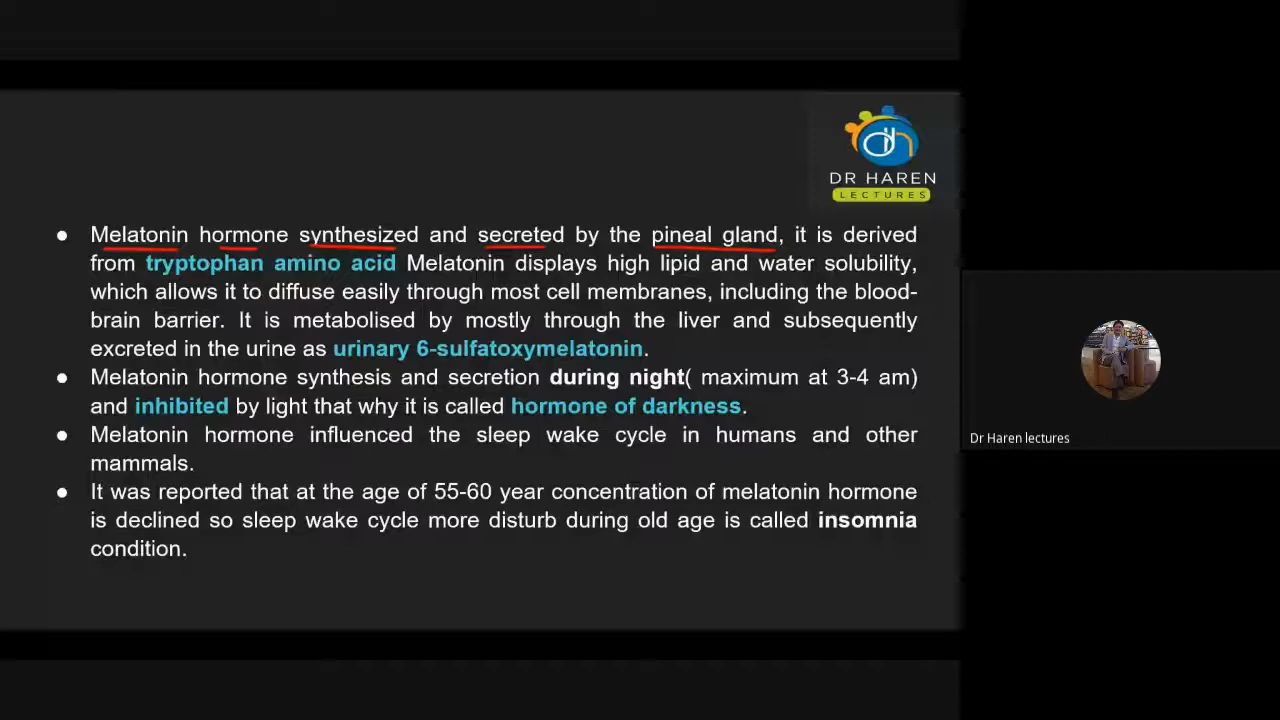 DR HAREN
LECTURES
● Melatonin hormone synthesized and secreted by the pineal gland, it is derived
from tryptophan amino acid Melatonin displays high lipid and water solubility,
which allows it to diffuse easily through most cell membranes, including the blood-
brain barrier. It is metabolised by mostly through the liver and subsequently
excreted in the urine as urinary 6-sulfatoxymelatonin.
● Melatonin hormone synthesis and secretion during night( maximum at 3-4 am)
and inhibited by light that why it is called hormone of darkness.
● Melatonin hormone influenced the sleep wake cycle in humans and other
mammals.
● It was reported that at the age of 55-60 year concentration of melatonin hormone
is declined so sleep wake cycle more disturb during old age is called insomnia
condition.
Dr Haren lectures